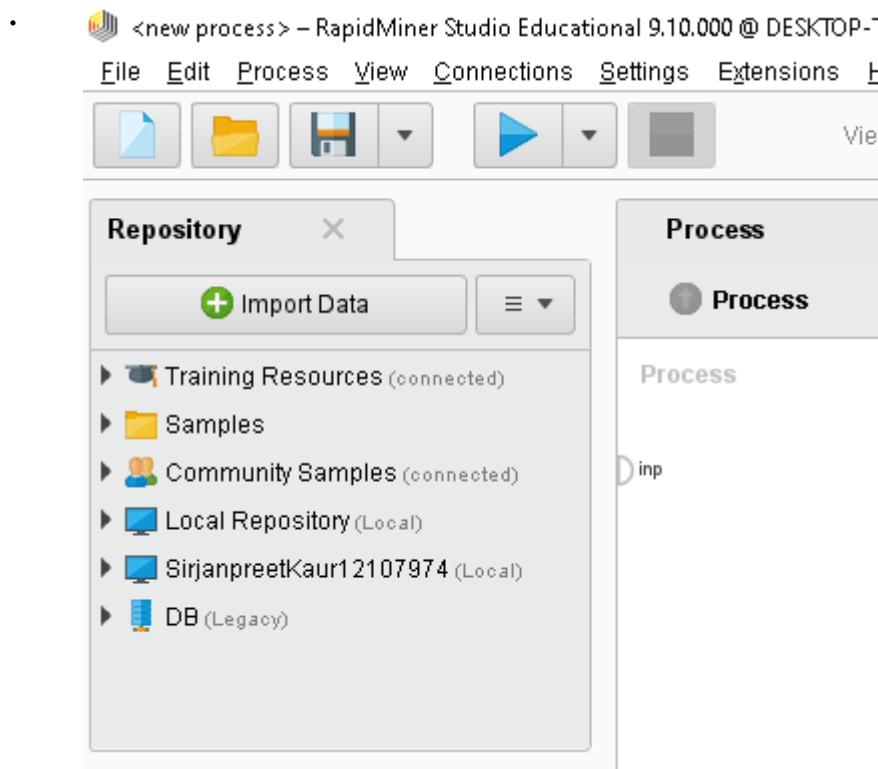 <new process> – RapidMiner Studio Educational 9.10.000 @ DESKTOP-
File Edit Process View Connections Settings Extensions
Vie
Repository
Process
Import Data
Process
Training Resources (connected)
Process
Samples
Community Samples (connected)
inp
Local Repository (Local)
SirjanpreetKaur12107974 (Local)
DB (Legacy)